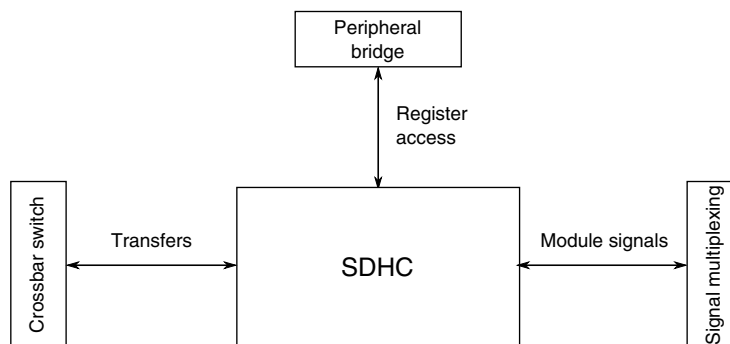 Peripheral
bridge
Register
access
Crossbar switch
Transfers
SDHC
Module signals
Signal multiplexing